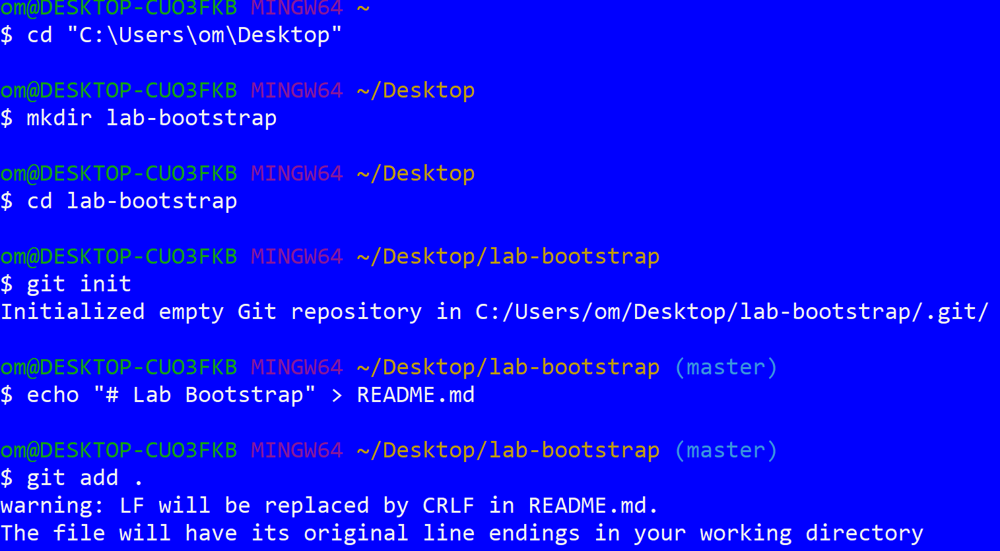 om@DESKTOP-CUO3FKB MINGW64 ~
$ cd "C:\Users\om\Desktop"
om@DESKTOP-CUO3FKB MINGW64 ~/Desktop
$ mkdir lab-bootstrap
om@DESKTOP-CUO3FKB MINGW64 ~/Desktop
$ cd lab-bootstrap
om@DESKTOP-CUO3FKB MINGW64 ~/Desktop/lab-bootstrap
$ git init
Initialized empty Git repository in C:/Users/om/Desktop/lab-bootstrap/.git/
om@DESKTOP-CUO3FKB MINGW64 ~/Desktop/lab-bootstrap (master)
$ echo "# Lab Bootstrap" > README.md
om@DESKTOP-CUO3FKB MINGW64 ~/Desktop/lab-bootstrap (master)
$ git add .
warning: LF will be replaced by CRLF in README.md.
The file will have its original line endings in your working directory